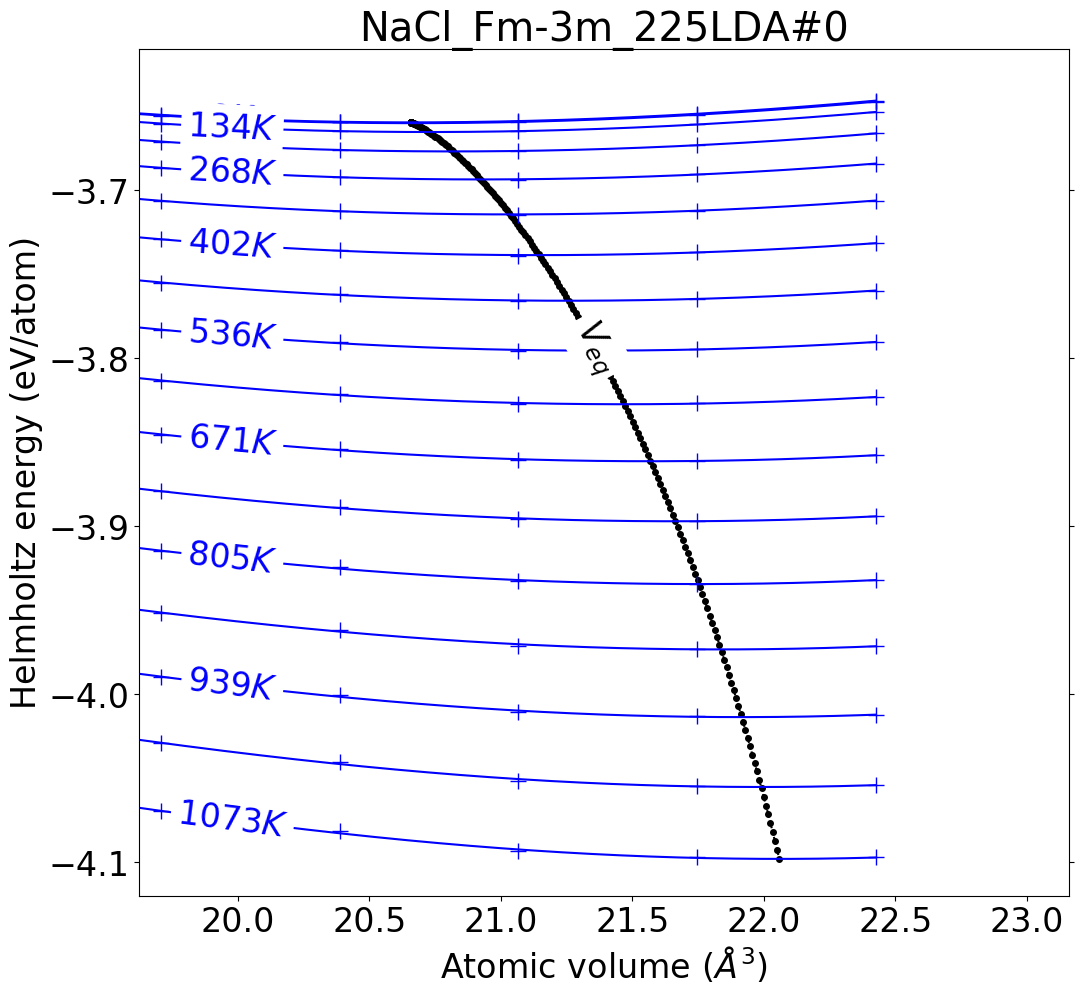 NaCl_Fm-3m_225LDA#0
Helmholtz energy (eV/atom)
−3.7
−3.8
−3.9
−4.0
−4.1
134K
268K
402K
536K
671K
805K
939K
1073K
V_eq
20.0 20.5 21.0 21.5 22.0 22.5 23.0
Atomic volume (Å³)